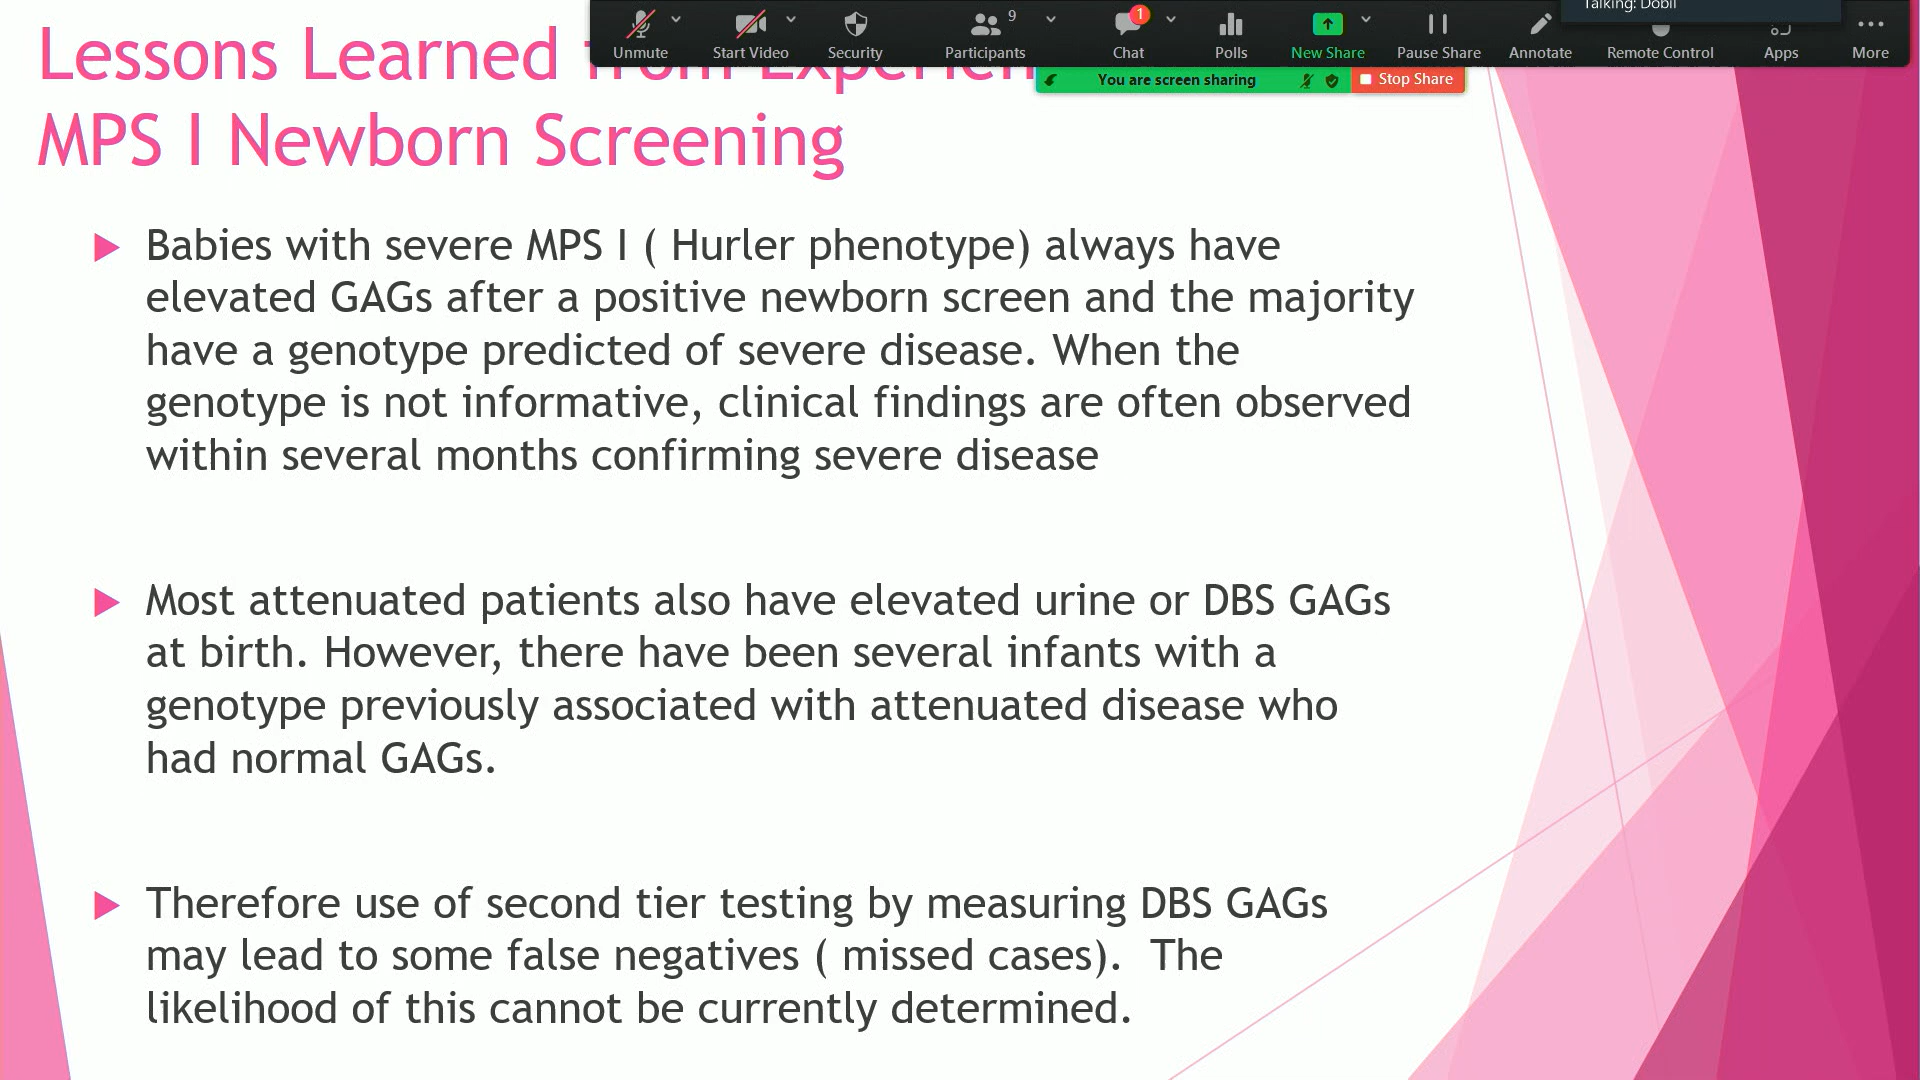 Talking: Dobli
9
1
Unmute
Start Video
Security
Participants
Chat
Polls
New Share
Pause Share
Annotate
Remote Control
Apps
More
You are screen sharing
Stop Share
Lessons Learned from Experien
MPS I Newborn Screening
Babies with severe MPS I ( Hurler phenotype) always have
elevated GAGs after a positive newborn screen and the majority
have a genotype predicted of severe disease. When the
genotype is not informative, clinical findings are often observed
within several months confirming severe disease
Most attenuated patients also have elevated urine or DBS GAGs
at birth. However, there have been several infants with a
genotype previously associated with attenuated disease who
had normal GAGs.
Therefore use of second tier testing by measuring DBS GAGs
may lead to some false negatives ( missed cases).  The
likelihood of this cannot be currently determined.